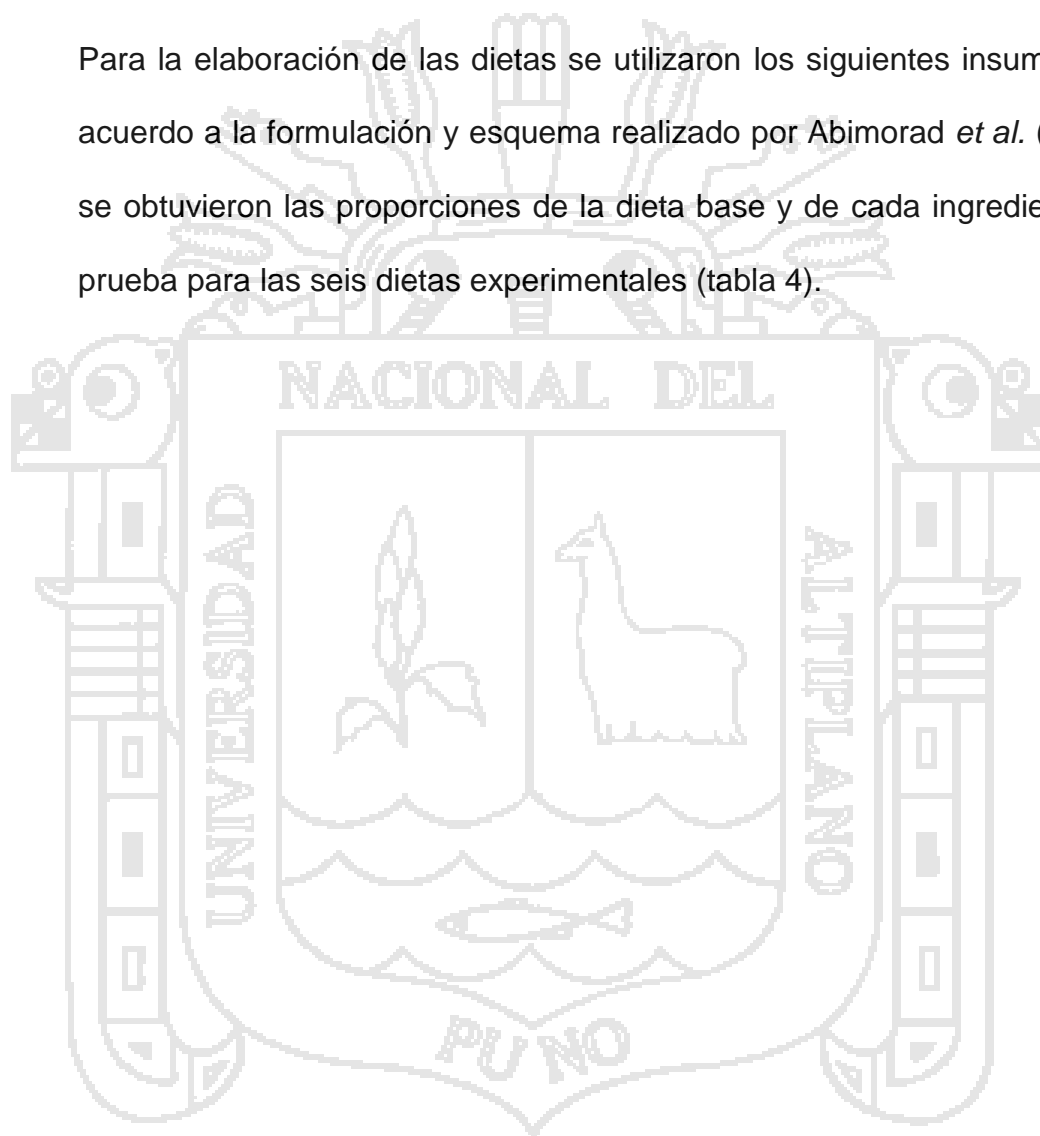 Para la elaboración de las dietas se utilizaron los siguientes insum
acuerdo a la formulación y esquema realizado por Abimorad et al. (
se obtuvieron las proporciones de la dieta base y de cada ingredie
prueba para las seis dietas experimentales (tabla 4).
NACIONAL DEL
UNIVERSIDAD
ALTIPLANO
PUNO